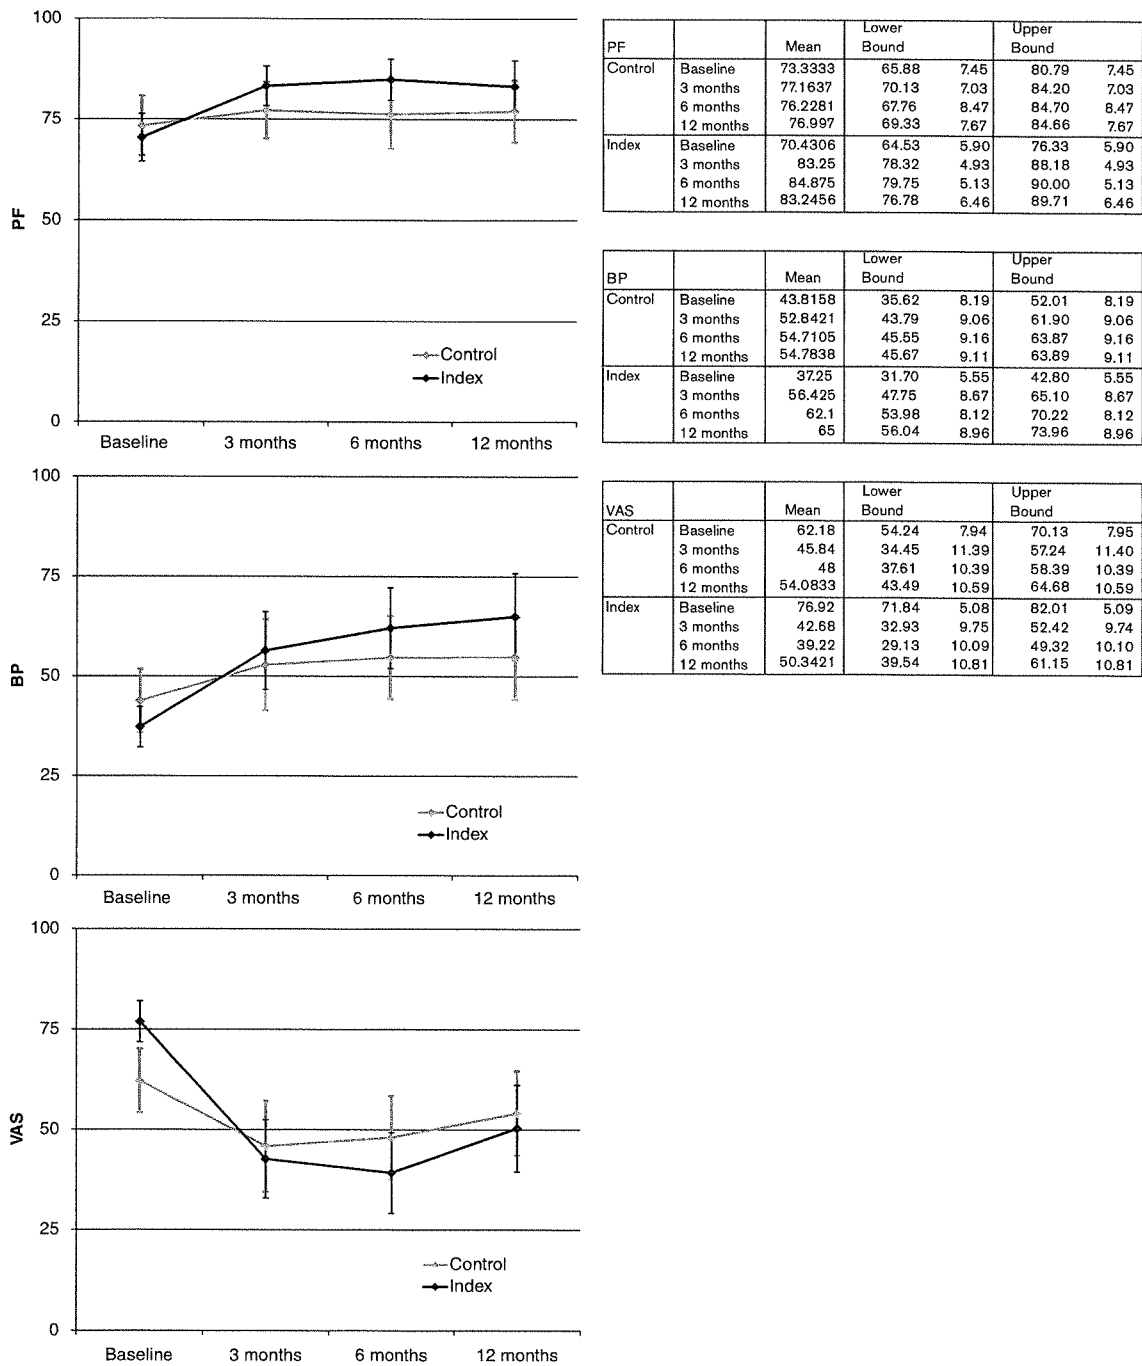 100
75
50
25
0
PF
Control
Index
Baseline 3 months 6 months 12 months
100
75
50
25
0
BP
Control
Index
Baseline 3 months 6 months 12 months
100
75
50
25
0
VAS
Control
Index
Baseline 3 months 6 months 12 months
PF Mean Lower Bound Upper Bound
Control Baseline 73.3333 65.88 7.45 80.79 7.45
3 months 77.1637 70.13 7.03 84.20 7.03
6 months 76.2281 67.76 8.47 84.70 8.47
12 months 76.997 69.33 7.67 84.66 7.67
Index Baseline 70.4306 64.53 5.90 76.33 5.90
3 months 83.25 78.32 4.93 88.18 4.93
6 months 84.875 79.75 5.13 90.00 5.13
12 months 83.2456 76.78 6.46 89.71 6.46
BP Mean Lower Bound Upper Bound
Control Baseline 43.8158 35.62 8.19 52.01 8.19
3 months 52.8421 43.79 9.06 61.90 9.06
6 months 54.7105 45.55 9.16 63.87 9.16
12 months 54.7838 45.67 9.11 63.89 9.11
Index Baseline 37.25 31.70 5.55 42.80 5.55
3 months 56.425 47.75 8.67 65.10 8.67
6 months 62.1 53.98 8.12 70.22 8.12
12 months 65 56.04 8.96 73.96 8.96
VAS Mean Lower Bound Upper Bound
Control Baseline 62.18 54.24 7.94 70.13 7.95
3 months 45.84 34.45 11.39 57.24 11.40
6 months 48 37.61 10.39 58.39 10.39
12 months 54.0833 43.49 10.59 64.68 10.59
Index Baseline 76.92 71.84 5.08 82.01 5.09
3 months 42.68 32.93 9.75 52.42 9.74
6 months 39.22 29.13 10.09 49.32 10.10
12 months 50.3421 39.54 10.81 61.15 10.81